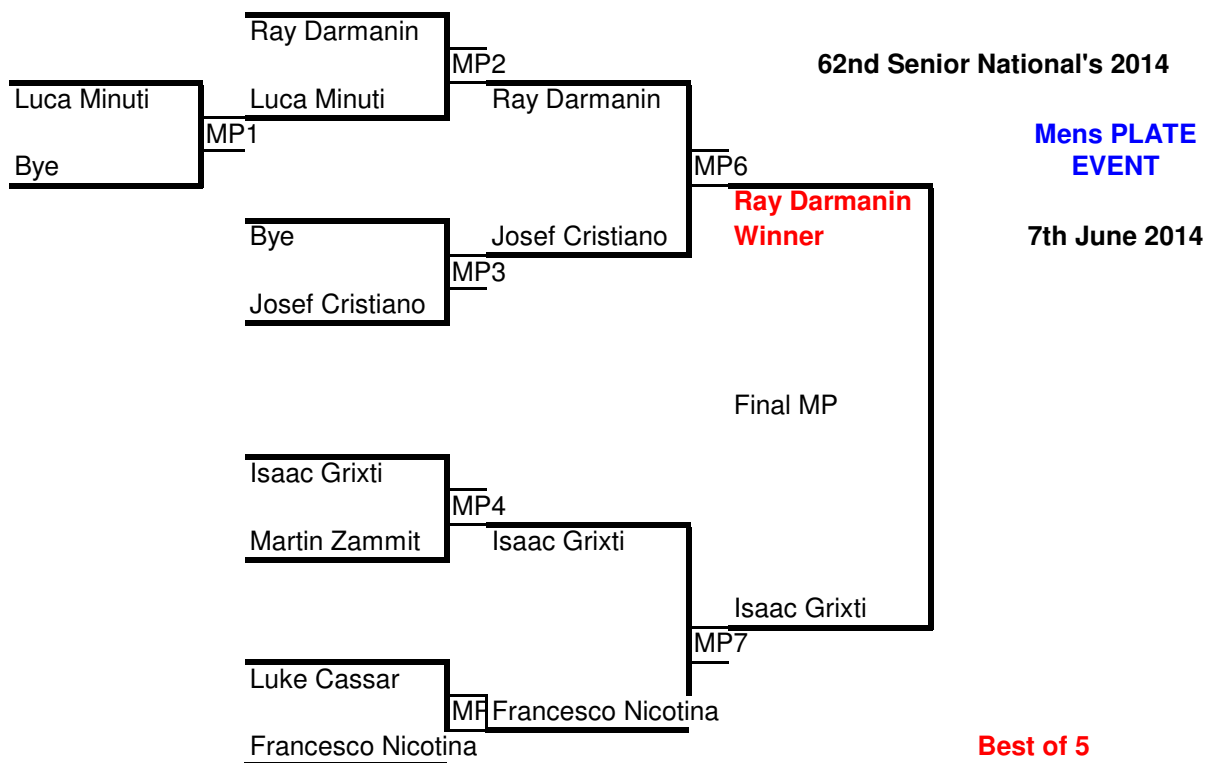 Ray Darmanin
MP2
62nd Senior National's 2014
Luca Minuti
Luca Minuti
Ray Darmanin
MP1
Mens PLATE
EVENT
Bye
MP6
Ray Darmanin
Winner
Bye
Josef Cristiano
7th June 2014
MP3
Josef Cristiano
Final MP
Isaac Grixti
MP4
Martin Zammit
Isaac Grixti
Isaac Grixti
MP7
Luke Cassar
MP
Francesco Nicotina
Francesco Nicotina
Best of 5